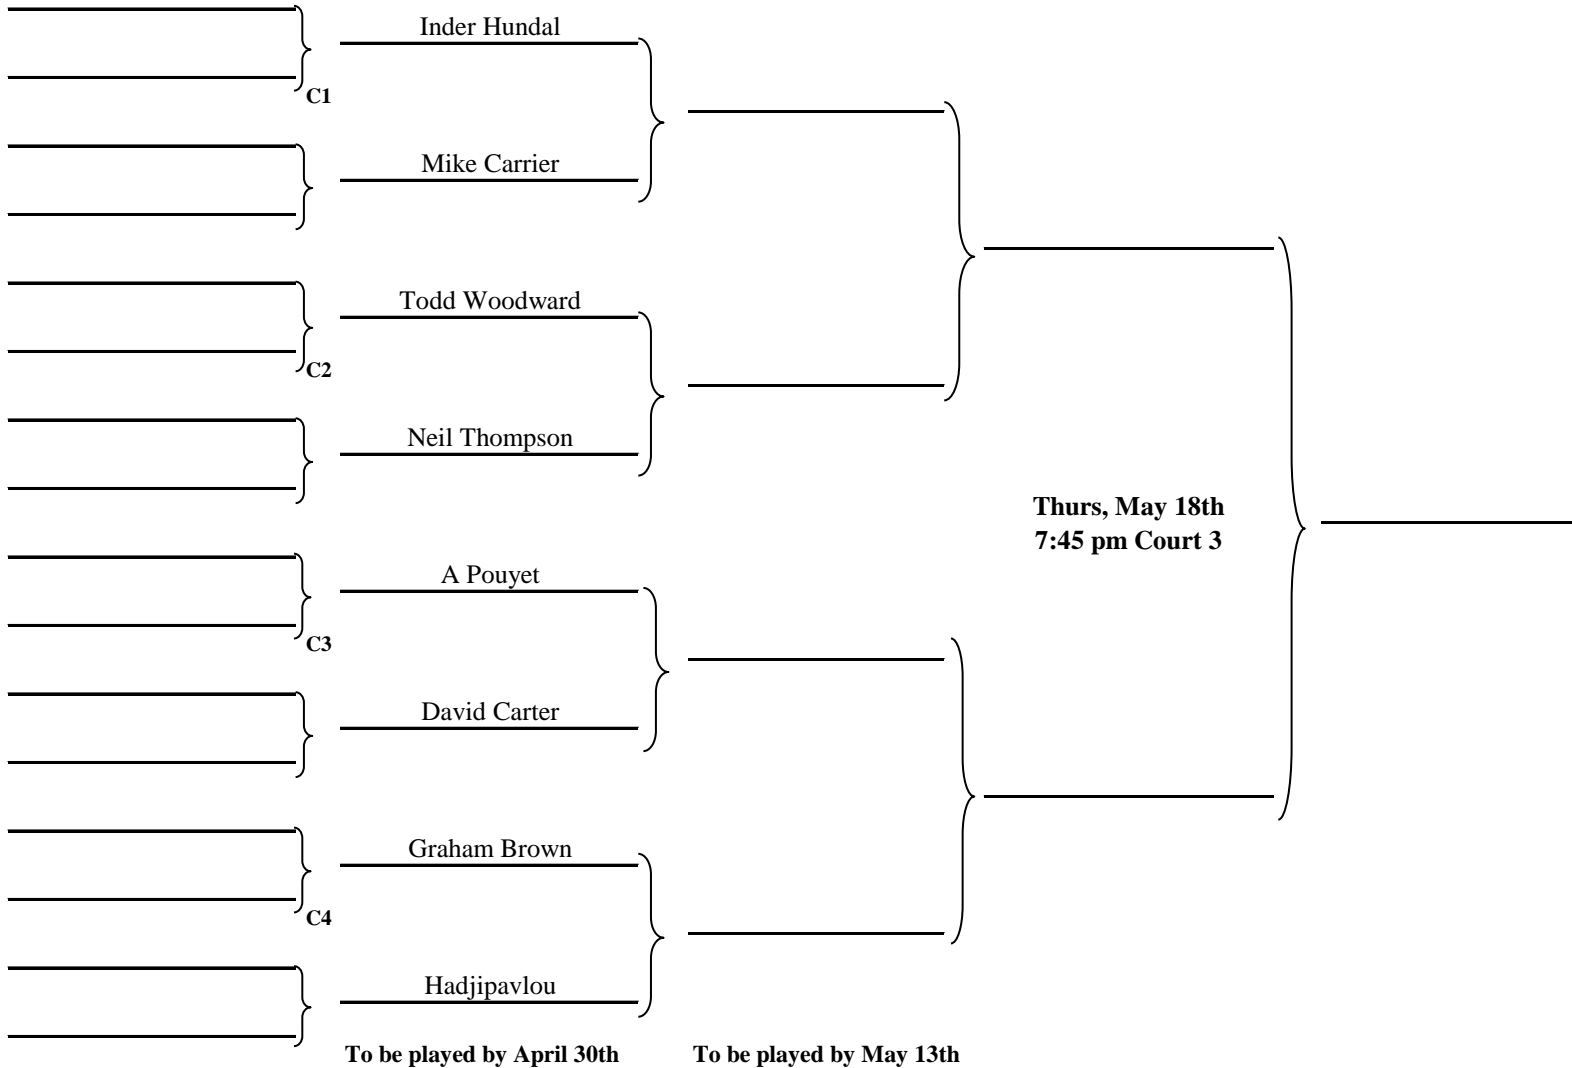 Inder Hundal
C1
Mike Carrier
Todd Woodward
C2
Neil Thompson
Thurs, May 18th
7:45 pm Court 3
A Pouyet
C3
David Carter
Graham Brown
C4
Hadjipavlou
To be played by April 30th
To be played by May 13th